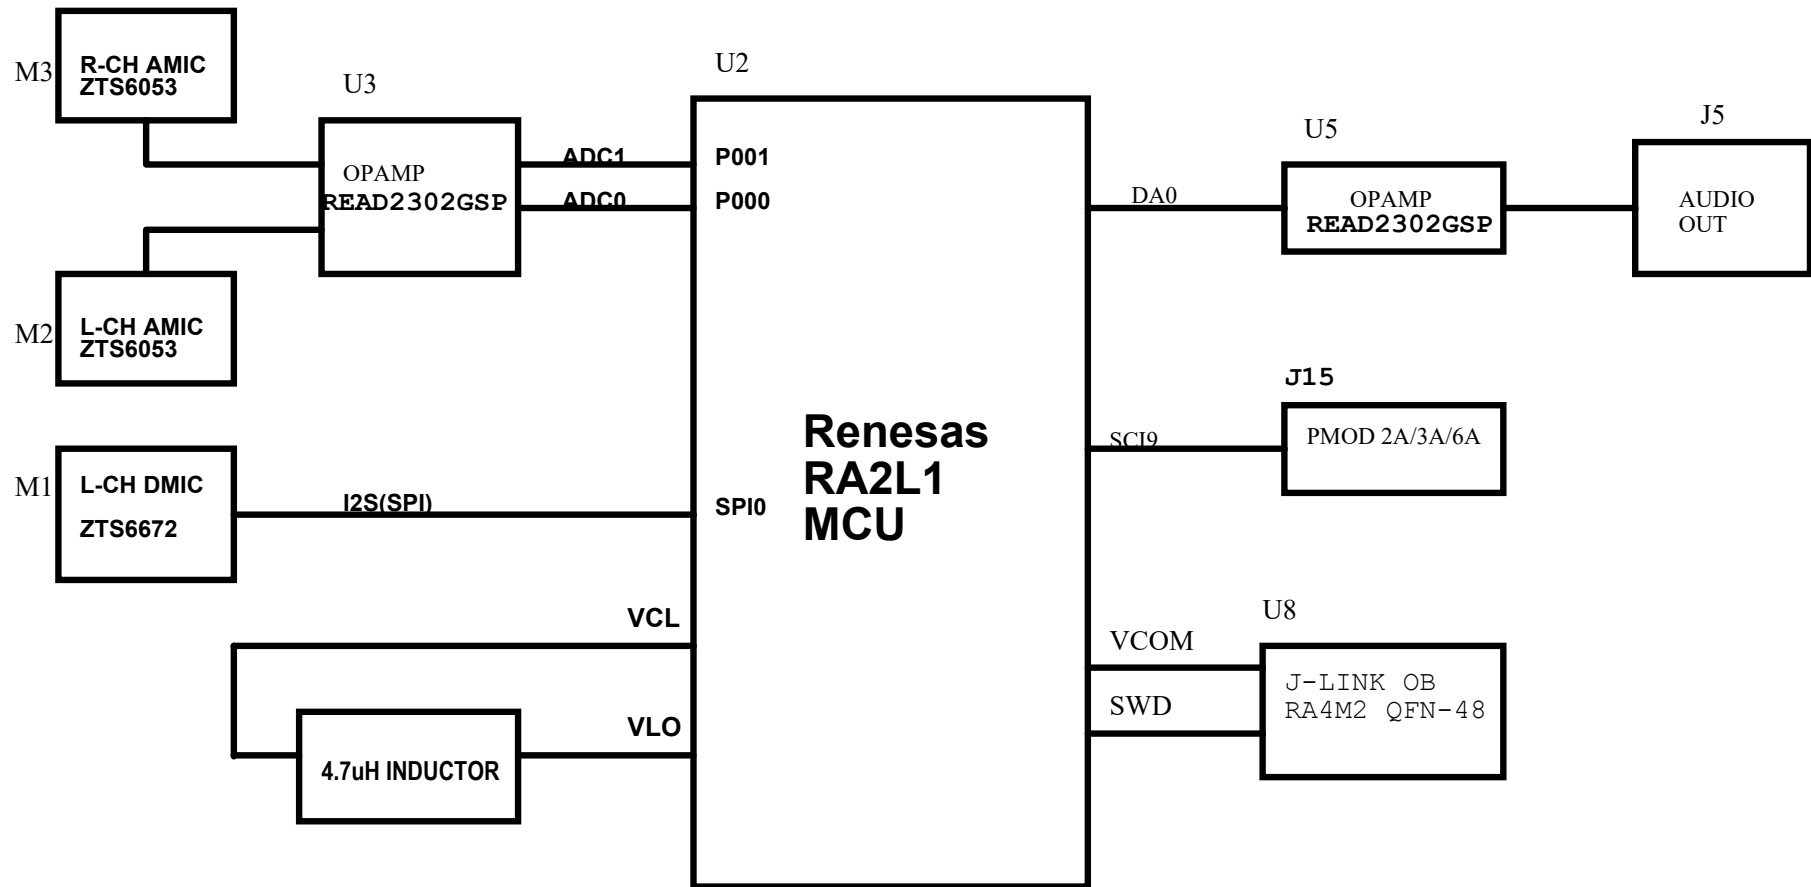 M3
R-CH AMIC
ZTS6053
U3
OPAMP
READ2302GSP
ADC1
ADC0
M2
L-CH AMIC
ZTS6053
M1
L-CH DMIC
ZTS6672
I2S(SPI)
VCL
VLO
4.7uH INDUCTOR
U2
P001
P000
SPI0
Renesas
RA2L1
MCU
DA0
U5
OPAMP
READ2302GSP
J5
AUDIO
OUT
SCI9
J15
PMOD 2A/3A/6A
VCOM
SWD
U8
J-LINK OB
RA4M2 QFN-48